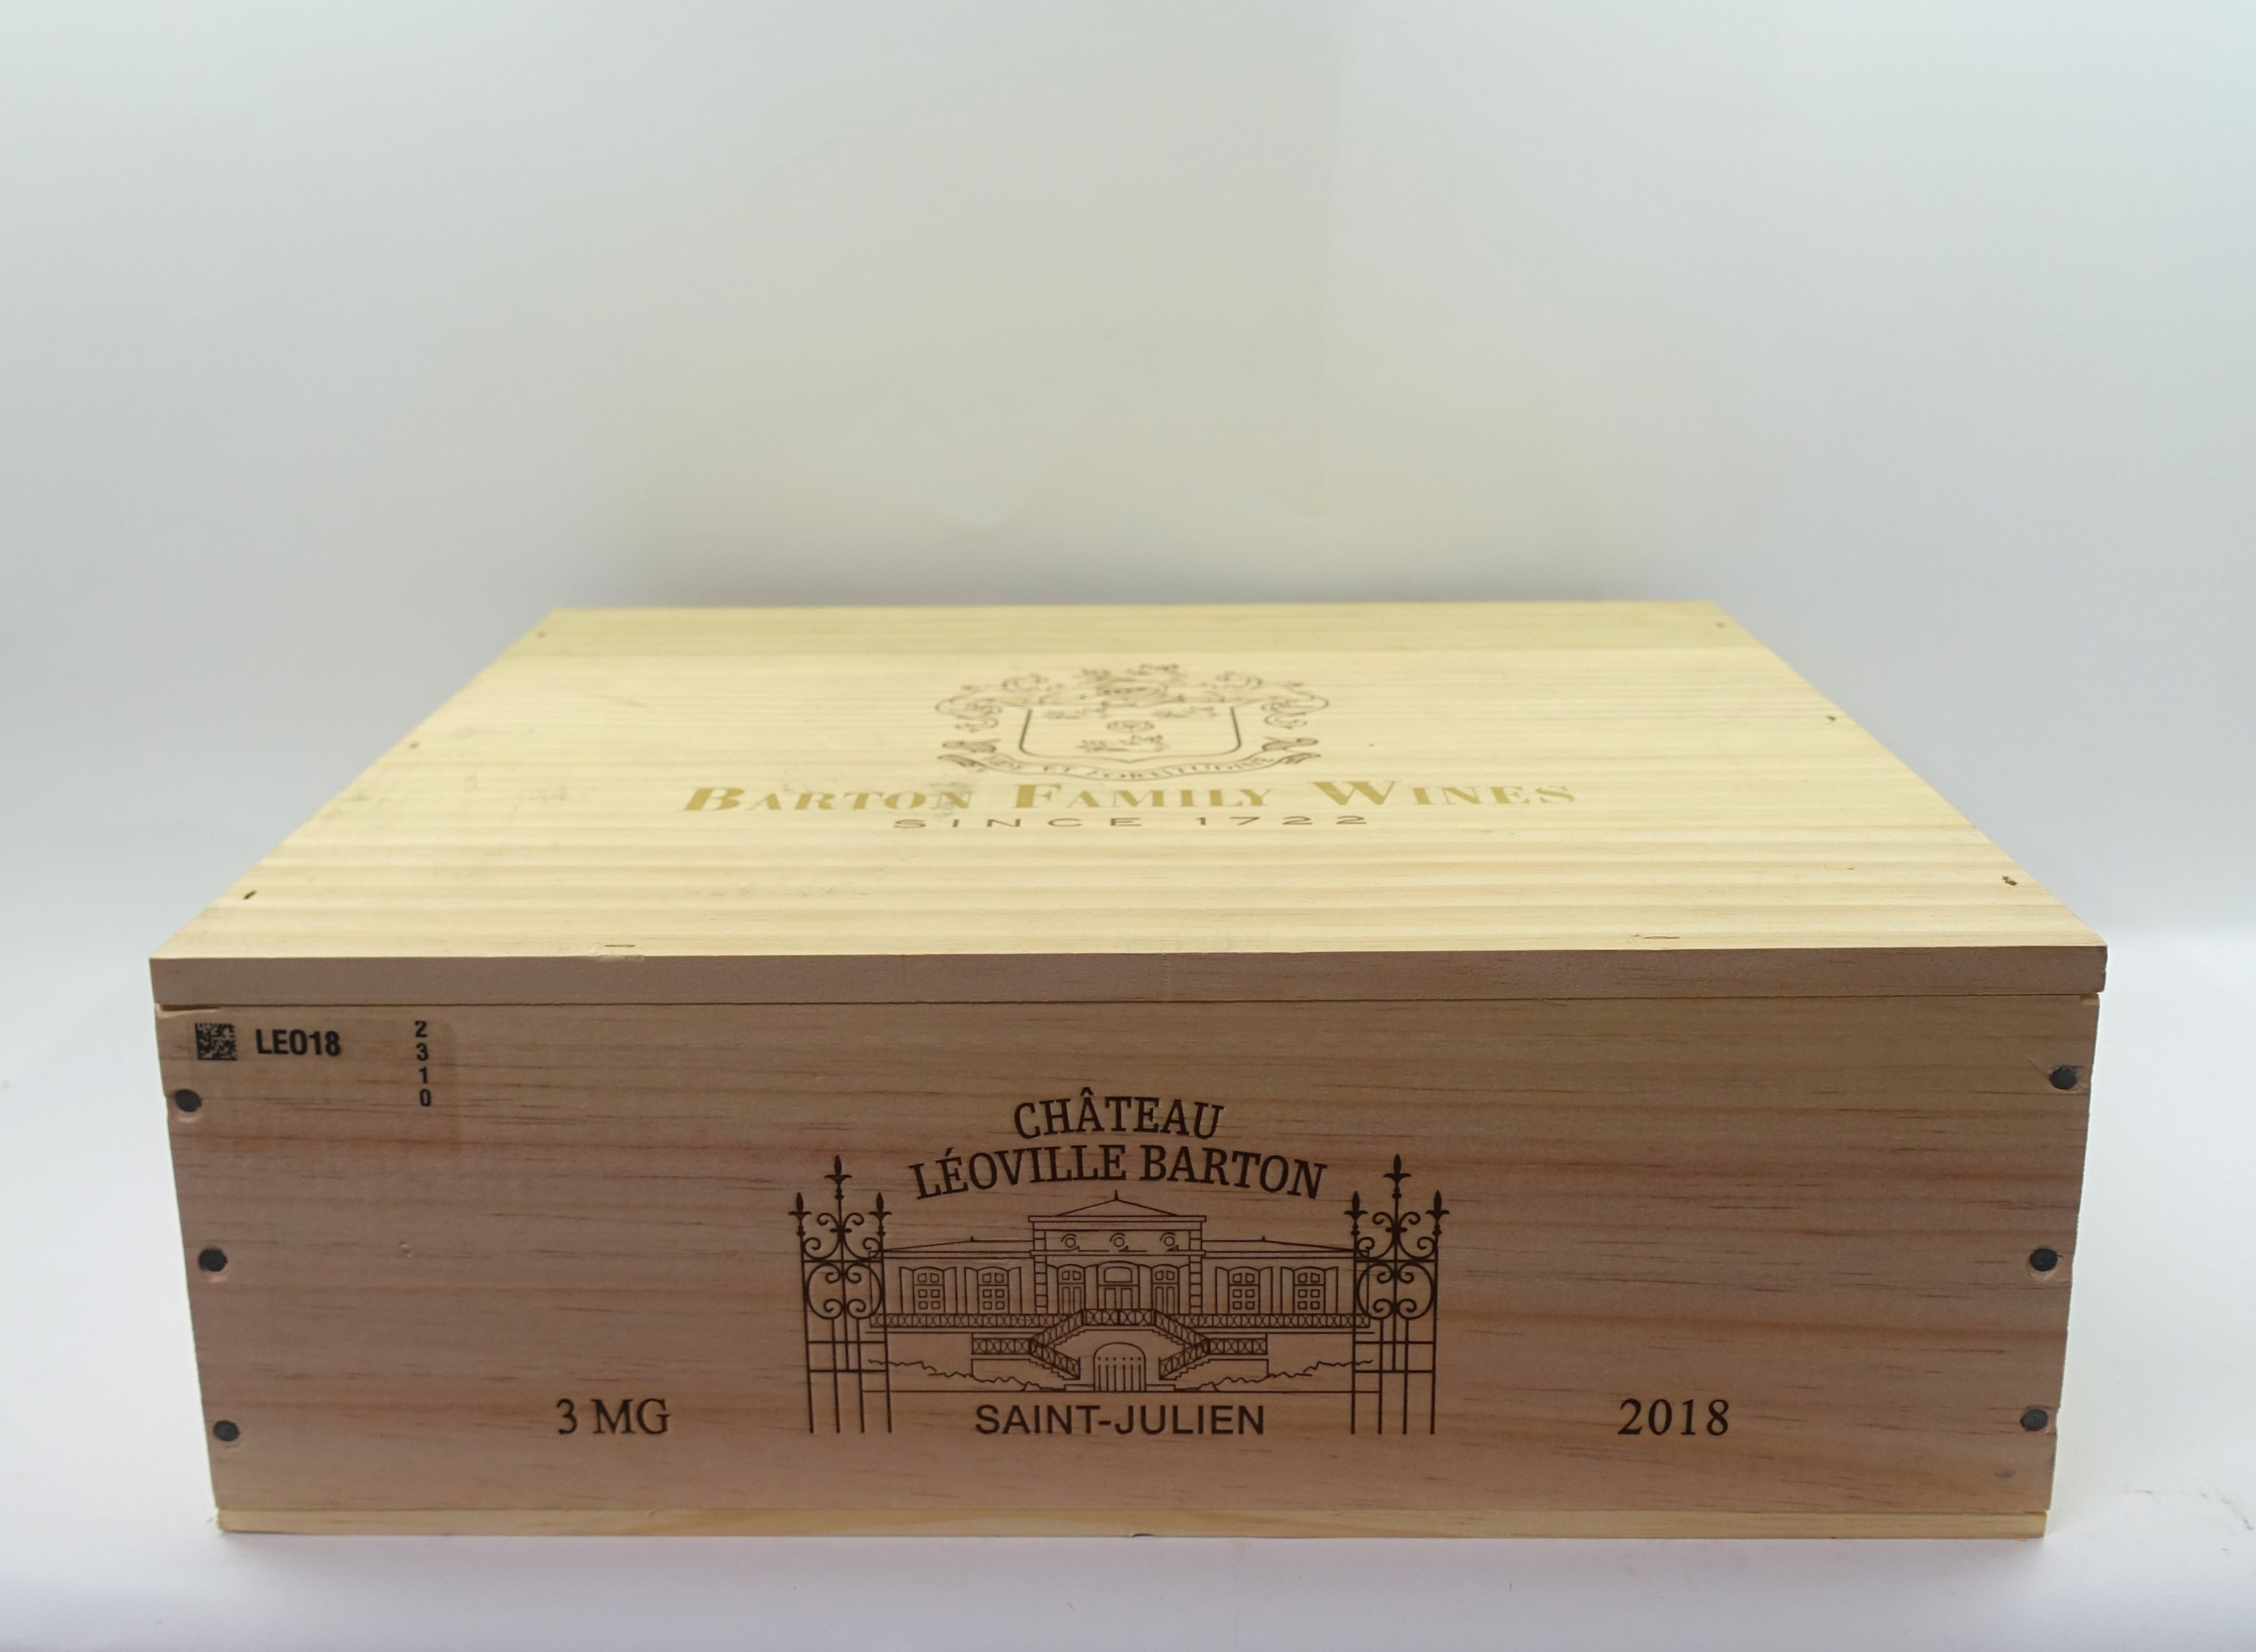 BARTON FAMILY WINES
SINCE 1722
LEO18
2
3
1
0
CHÂTEAU
LÉOVILLE BARTON
3 MG
SAINT-JULIEN
2018